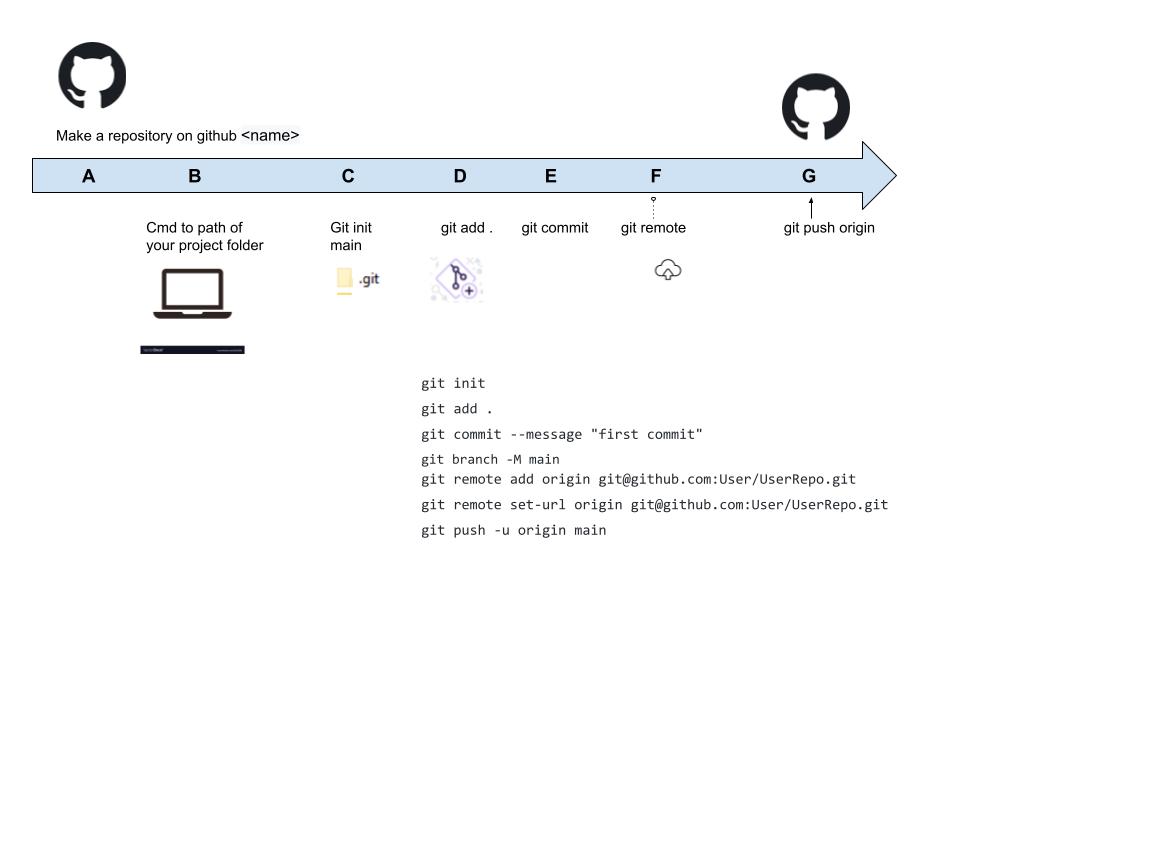 Make a repository on github <name>
A B C D E F G
Cmd to path of
your project folder
Git init
main
git add .
git commit
git remote
git push origin
.git
git init
git add .
git commit --message "first commit"
git branch -M main
git remote add origin git@github.com:User/UserRepo.git
git remote set-url origin git@github.com:User/UserRepo.git
git push -u origin main